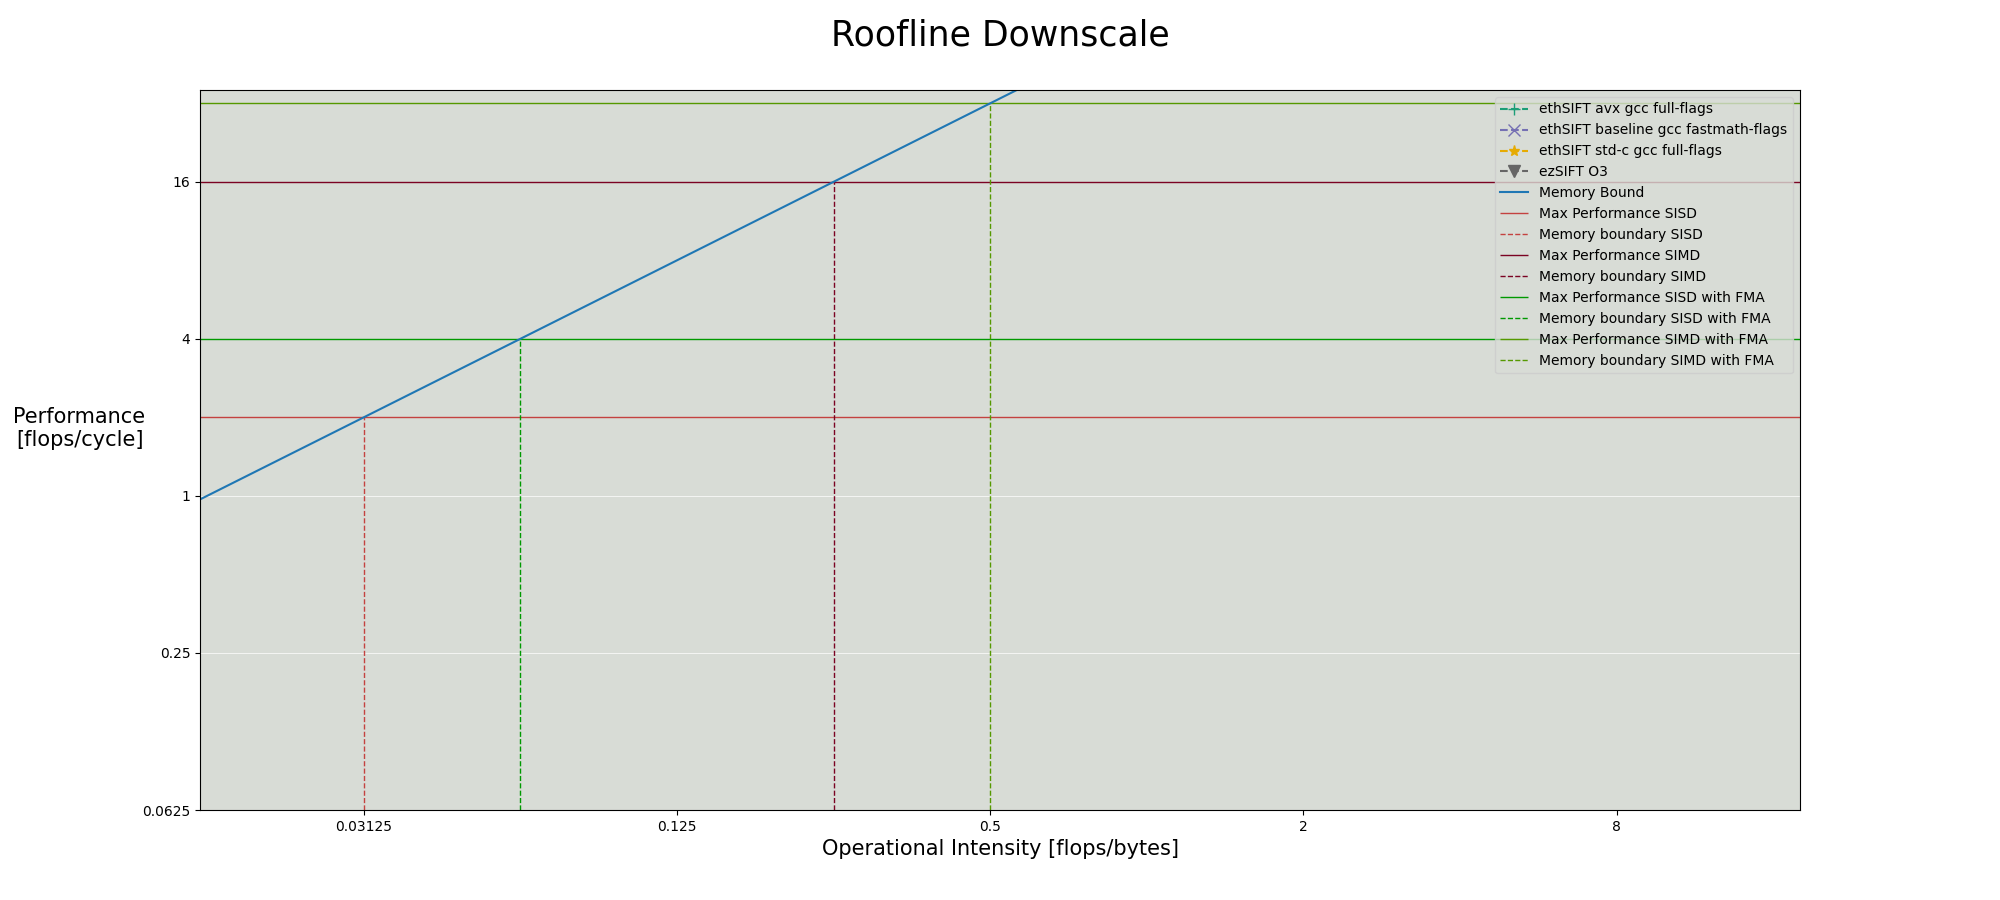 Roofline Downscale
ethSIFT avx gcc full-flags
ethSIFT baseline gcc fastmath-flags
ethSIFT std-c gcc full-flags
ezSIFT O3
Memory Bound
Max Performance SISD
Memory boundary SISD
Max Performance SIMD
Memory boundary SIMD
Max Performance SISD with FMA
Memory boundary SISD with FMA
Max Performance SIMD with FMA
Memory boundary SIMD with FMA
16
4
1
0.25
0.0625
Performance
[flops/cycle]
0.03125
0.125
0.5
2
8
Operational Intensity [flops/bytes]